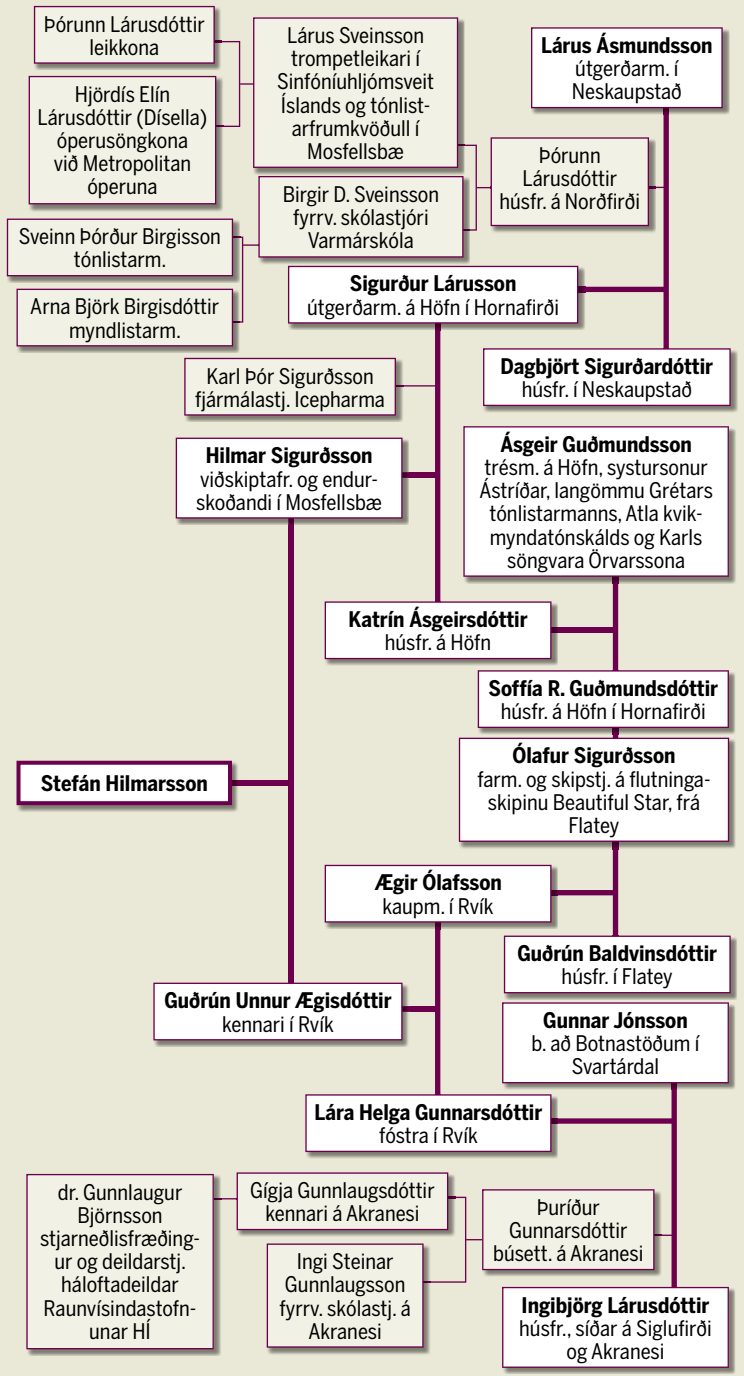 Þórunn Lárusdóttir
leikkona
Hjördís Elín
Lárusdóttir (Dísella)
óperusöngkona
við Metropolitan
óperuna
Lárus Sveinsson
trompetleikari í
Sinfóníuhljómsveit
Íslands og tónlist-
arfrumkvöðull í
Mosfellsbæ
Lárus Ásmundsson
útgerðarm. í
Neskaupstað
Þórunn
Lárusdóttir
húsfr. á Norðfirði
Birgir D. Sveinsson
fyrrv. skólastjóri
Varmárskóla
Sveinn Þórður Birgisson
tónlistarm.
Arna Björk Birgisdóttir
myndlistarm.
Sigurður Lárusson
útgerðarm. á Höfn í Hornafirði
Dagbjört Sigurðardóttir
húsfr. í Neskaupstað
Karl Þór Sigurðsson
fjármálastj. Icepharma
Hilmar Sigurðsson
viðskiptafr. og endur-
skoðandi í Mosfellsbæ
Ásgeir Guðmundsson
trésm. á Höfn, systursonur
Ástríðar, langömmu Grétars
tónlistarmanns, Atla kvik-
myndatónskálds og Karls
söngvara Örvarssona
Katrín Ásgeirsdóttir
húsfr. á Höfn
Soffía R. Guðmundsdóttir
húsfr. á Höfn í Hornafirði
Stefán Hilmarsson
Ólafur Sigurðsson
farm. og skipstj. á flutninga-
skipinu Beautiful Star, frá
Flatey
Ægir Ólafsson
kaupm. í Rvík
Guðrún Baldvinsdóttir
húsfr. í Flatey
Guðrún Unnur Ægisdóttir
kennari í Rvík
Gunnar Jónsson
b. að Botnastöðum í
Svartárdal
Lára Helga Gunnarsdóttir
fóstra í Rvík
dr. Gunnlaugur
Björnsson
stjarneðlisfræðing-
ur og deildarstj.
háloftadeildar
Raunvísindastofn-
unar HÍ
Gígja Gunnlaugsdóttir
kennari á Akranesi
Ingi Steinar
Gunnlaugsson
fyrrv. skólastj. á
Akranesi
Þuríður
Gunnarsdóttir
búsett. á Akranesi
Ingibjörg Lárusdóttir
húsfr., síðar á Siglufirði
og Akranesi